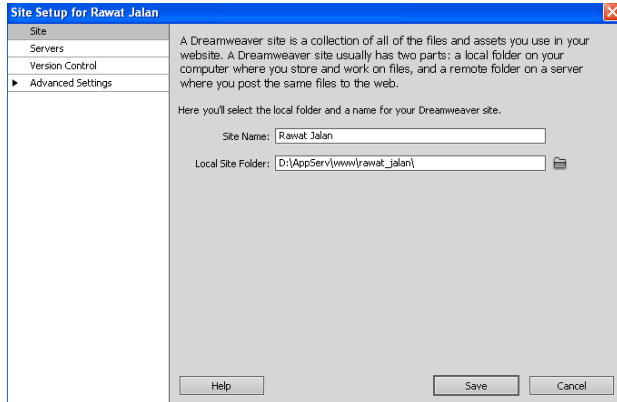 Site Setup for Rawat Jalan
Site
Servers
Version Control
Advanced Settings
A Dreamweaver site is a collection of all of the files and assets you use in your
website. A Dreamweaver site usually has two parts: a local folder on your
computer where you store and work on files, and a remote folder on a server
where you post the same files to the web.
Here you'll select the local folder and a name for your Dreamweaver site.
Site Name: Rawat Jalan
Local Site Folder: D:\AppServ\www\rawat_jalan\
Help Save Cancel